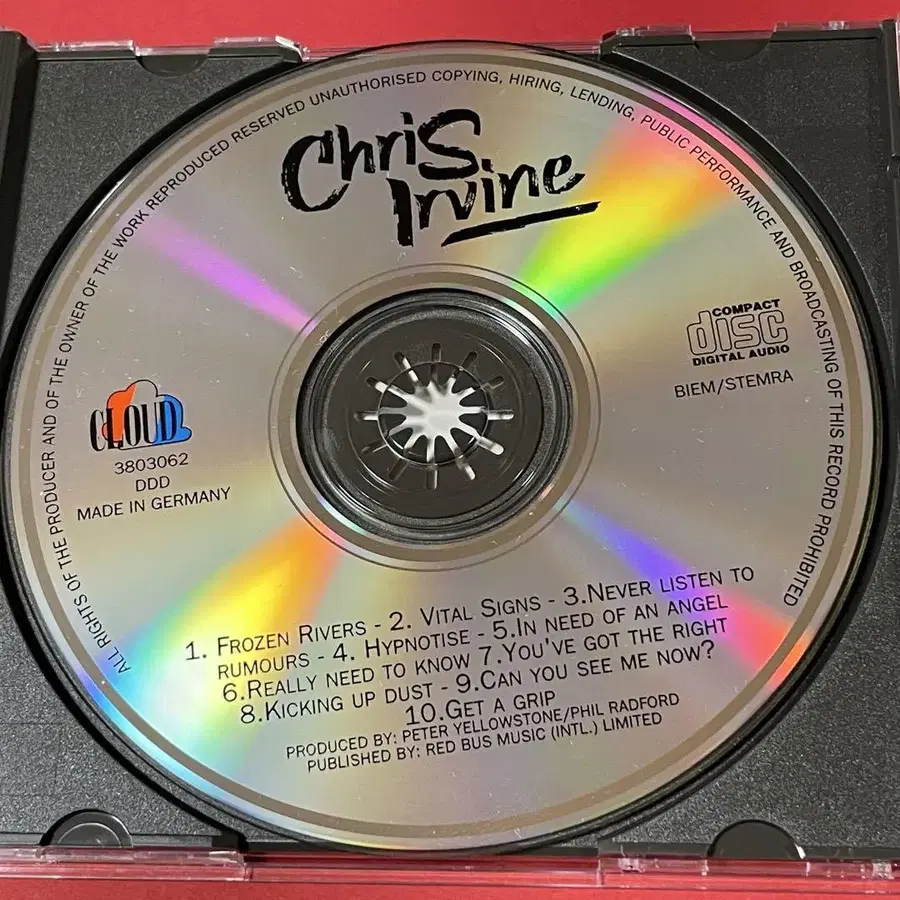 ALL RIGHTS OF THE PRODUCER AND OF THE OWNER OF THE WORK REPRODUCED RESERVED UNAUTHORISED COPYING, HIRING, LENDING, PUBLIC PERFORMANCE AND BROADCASTING OF THIS RECORD PROHIBITED
Chris
Irvine
COMPACT
disc
DIGITAL AUDIO
BIEM/STEMRA
CLOUD
3803062
DDD
MADE IN GERMANY
1. FROZEN RIVERS - 2. VITAL SIGNS - 3.NEVER LISTEN TO
RUMOURS - 4. HYPNOTISE - 5.IN NEED OF AN ANGEL
6.REALLY NEED TO KNOW 7.YOU'VE GOT THE RIGHT
8.KICKING UP DUST - 9.CAN YOU SEE ME NOW?
10.GET A GRIP
PRODUCED BY: PETER YELLOWSTONE/PHIL RADFORD
PUBLISHED BY: RED BUS MUSIC (INTL.) LIMITED